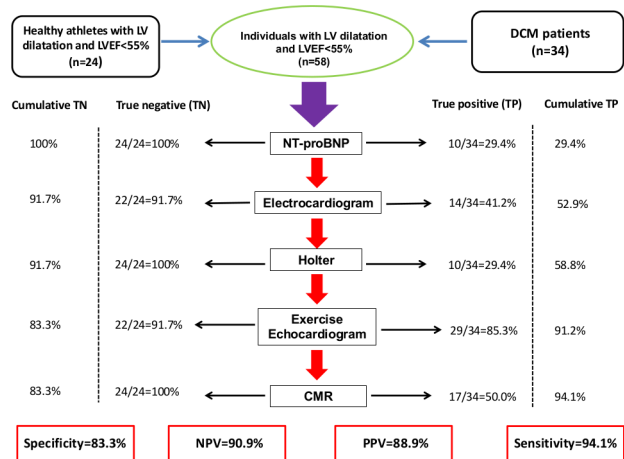 Healthy athletes with LV
dilatation and LVEF<55%
(n=24)
Individuals with LV dilatation
and LVEF<55%
(n=58)
DCM patients
(n=34)
Cumulative TN
True negative (TN)
True positive (TP)
Cumulative TP
100%
24/24=100%
NT-proBNP
10/34=29.4%
29.4%
91.7%
22/24=91.7%
Electrocardiogram
14/34=41.2%
52.9%
91.7%
24/24=100%
Holter
10/34=29.4%
58.8%
83.3%
22/24=91.7%
Exercise
Echocardiogram
29/34=85.3%
91.2%
83.3%
24/24=100%
CMR
17/34=50.0%
94.1%
Specificity=83.3%
NPV=90.9%
PPV=88.9%
Sensitivity=94.1%